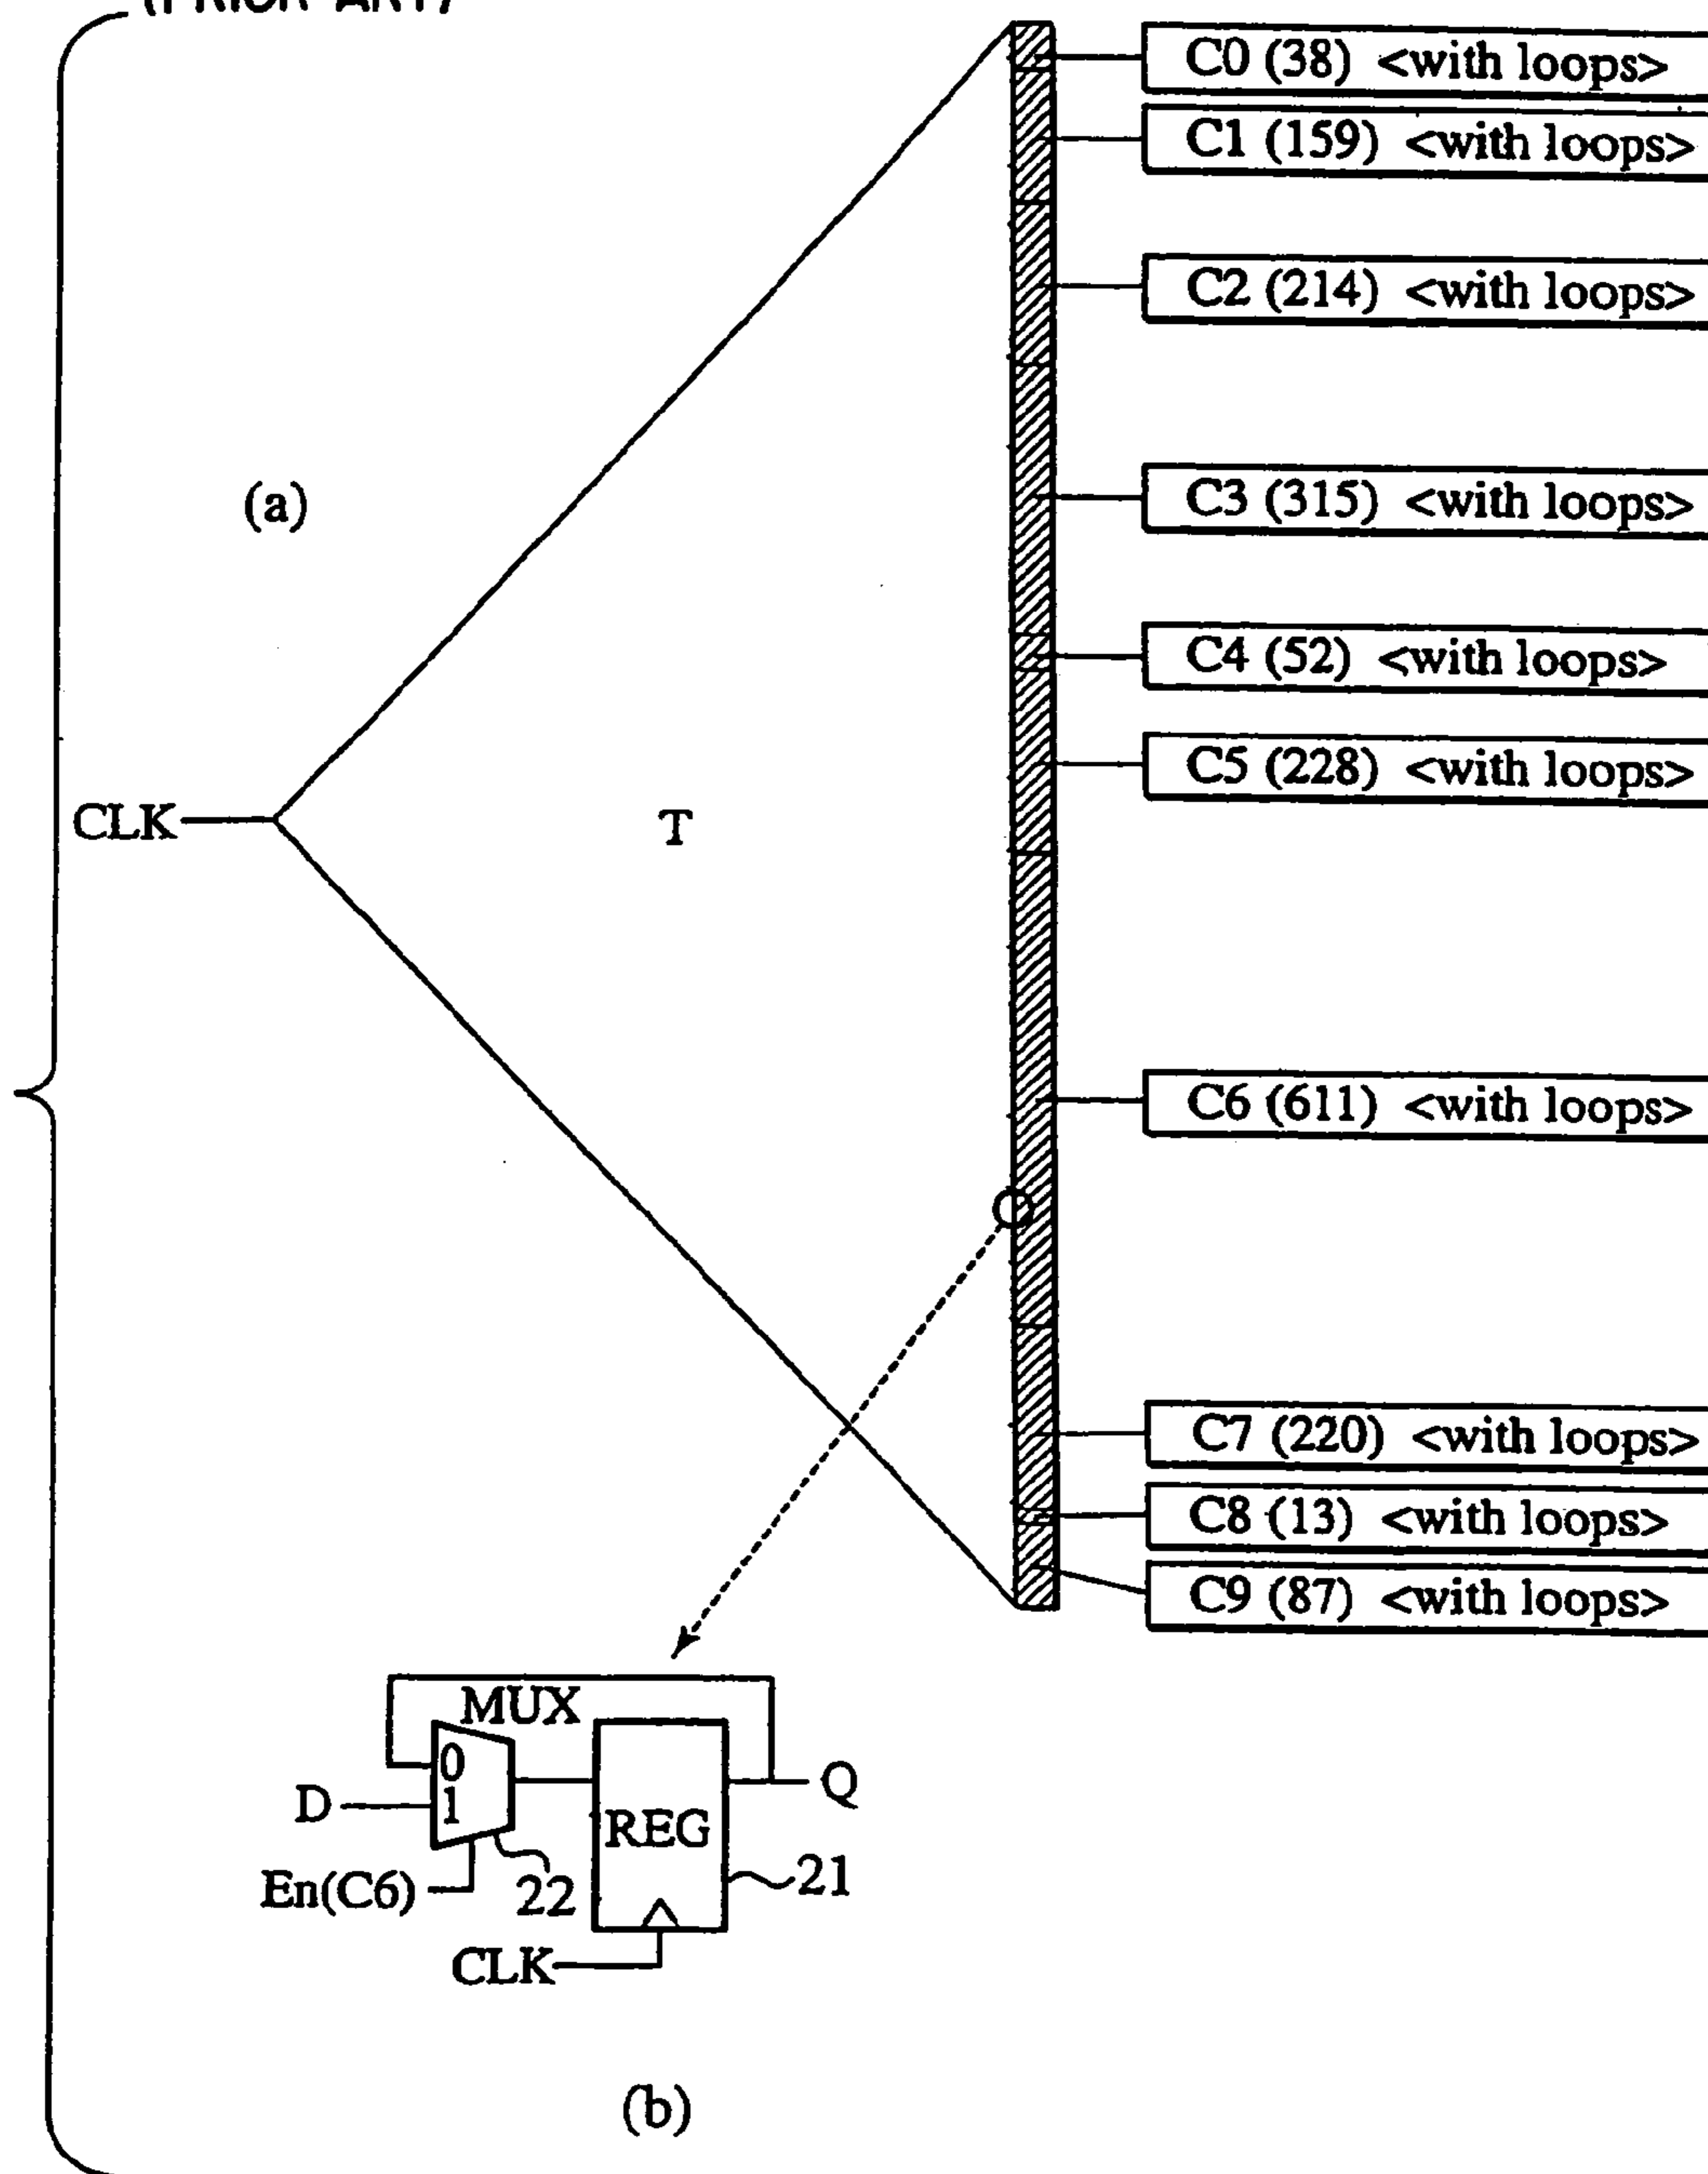 (PRIOR ART)
C0 (38) <with loops>
C1 (159) <with loops>
C2 (214) <with loops>
C3 (315) <with loops>
(a)
C4 (52) <with loops>
C5 (228) <with loops>
CLK
T
C6 (611) <with loops>
C7 (220) <with loops>
C8 (13) <with loops>
C9 (87) <with loops>
MUX
0
D
1
REG
Q
En(C6)
22
21
CLK
(b)